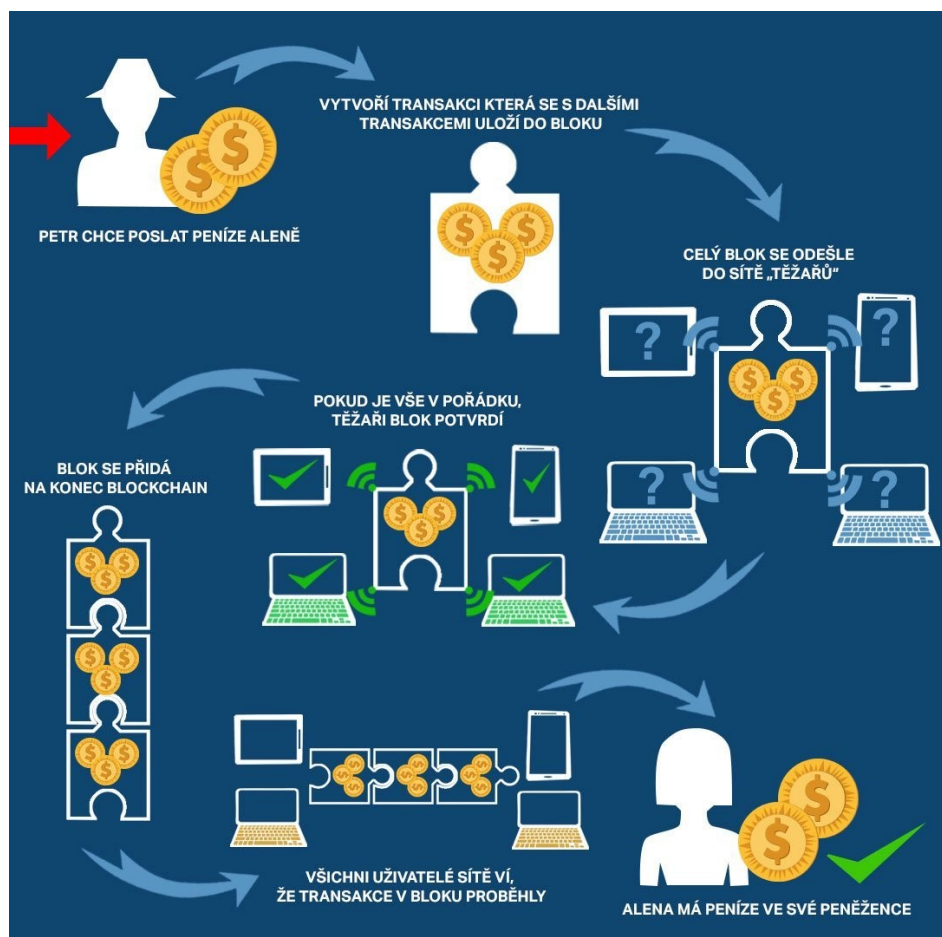 PETR CHCE POSLAT PENÍZE ALENĚ
VYTVOŘÍ TRANSAKCI KTERÁ SE S DALŠÍMI
TRANSAKCEMI ULOŽÍ DO BLOKU
CELÝ BLOK SE ODEŠLE
DO SÍTĚ „TĚŽAŘŮ“
POKUD JE VŠE V POŘÁDKU,
TĚŽAŘI BLOK POTVRDÍ
BLOK SE PŘIDÁ
NA KONEC BLOCKCHAIN
VŠICHNI UŽIVATELÉ SÍTĚ VÍ,
ŽE TRANSAKCE V BLOKU PROBĚHLY
ALENA MÁ PENÍZE VE SVÉ PENĚŽENCE